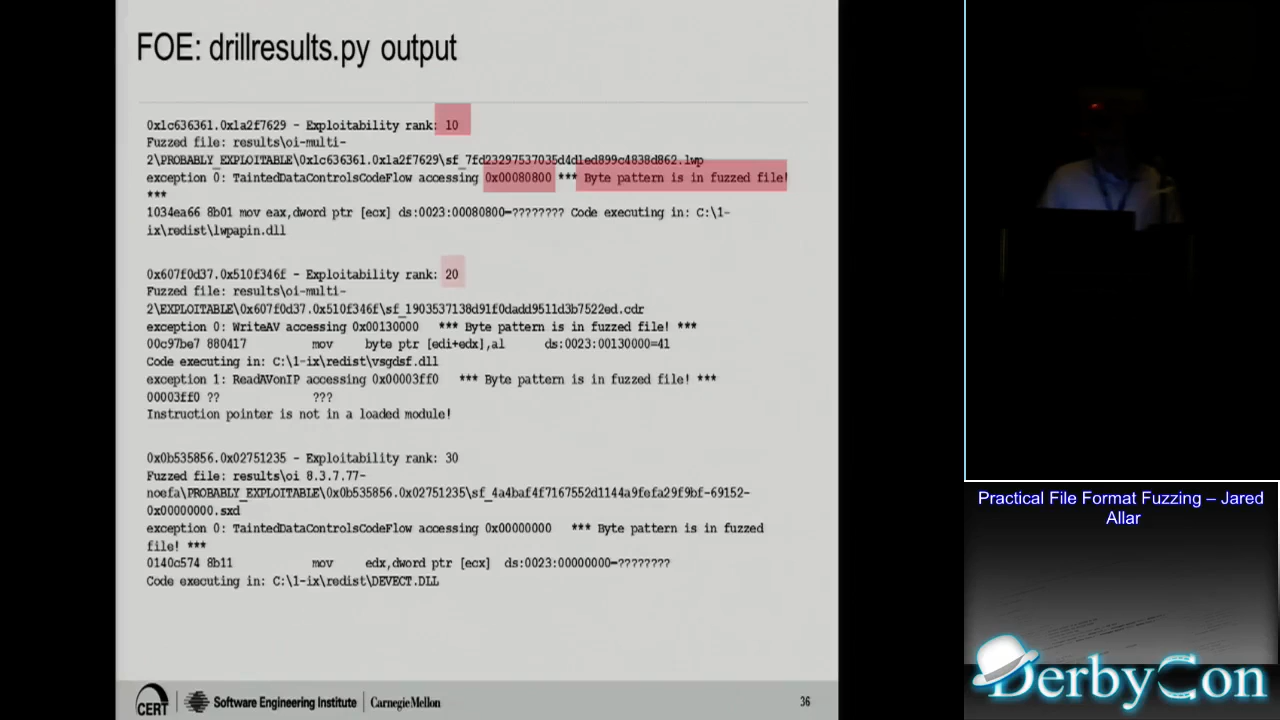 FOE: drillresults.py output
0x1c636361.0x1a2f7629 - Exploitability rank: 10
Fuzzed file: results\oi-multi-
2\PROBABLY_EXPLOITABLE\0x1c636361.0x1a2f7629\sf_7fd23297537035d4d1ed899c4838d862.lwp
exception 0: TaintedDataControlsCodeFlow accessing 0x00080800 *** Byte pattern is in fuzzed file!
***
1034ea66 8b01 mov eax,dword ptr [ecx] ds:0023:00080800=???????? Code executing in: C:\1-
ix\redist\lwpapin.dll
0x607f0d37.0x510f346f - Exploitability rank: 20
Fuzzed file: results\oi-multi-
2\EXPLOITABLE\0x607f0d37.0x510f346f\sf_1903537138d91f0dadd9511d3b7522ed.cdr
exception 0: WriteAV accessing 0x00130000 *** Byte pattern is in fuzzed file! ***
00c97be7 880417 mov byte ptr [edi+edx],al ds:0023:00130000=41
Code executing in: C:\1-ix\redist\vsgdsf.dll
exception 1: ReadAVonIP accessing 0x00003ff0 *** Byte pattern is in fuzzed file! ***
00003ff0 ?? ???
Instruction pointer is not in a loaded module!
0x0b535856.0x02751235 - Exploitability rank: 30
Fuzzed file: results\oi 8.3.7.77-
noefa\PROBABLY_EXPLOITABLE\0x0b535856.0x02751235\sf_4a4baf4f7167552d1144a9fefa29f9bf-69152-
0x00000000.sxd
exception 0: TaintedDataControlsCodeFlow accessing 0x00000000 *** Byte pattern is in fuzzed
file! ***
0140c574 8b11 mov edx,dword ptr [ecx] ds:0023:00000000=????????
Code executing in: C:\1-ix\redist\DEVECT.DLL
CERT Software Engineering Institute Carnegie Mellon 36
Practical File Format Fuzzing – Jared
Allar
DerbyCon